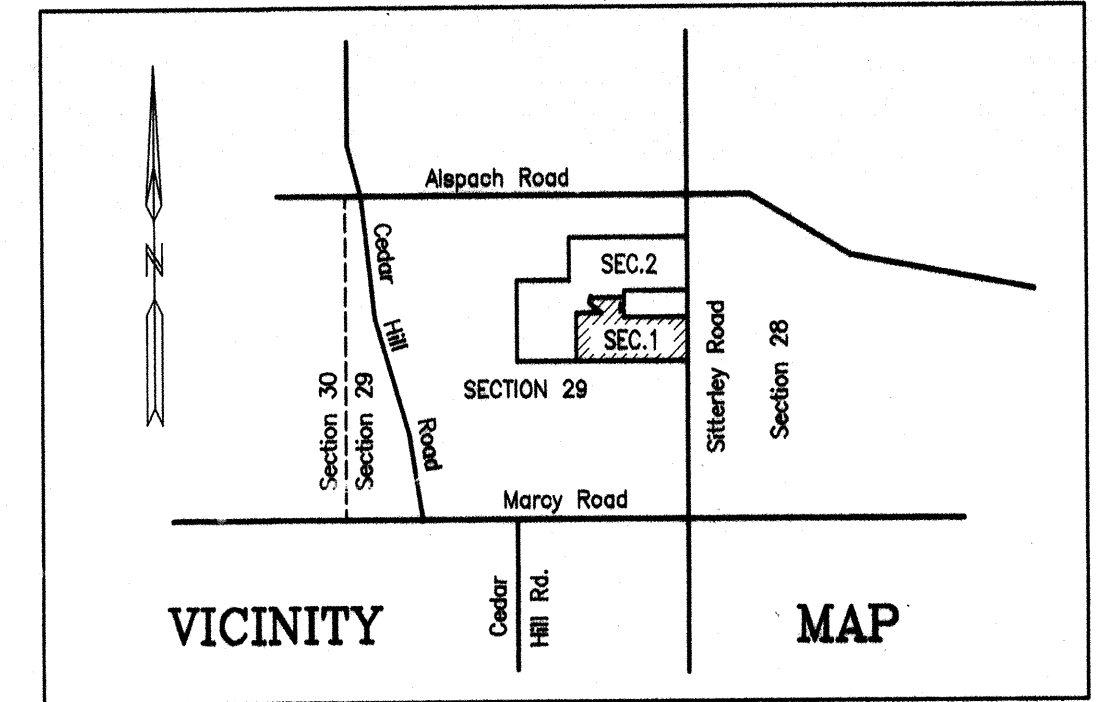 Alspach Road
N
Cedar
Hill
Road
SEC.2
SEC.1
SECTION 29
Section 30
Section 29
Sitterley Road
Section 28
Marcy Road
Cedar
Hill Rd.
VICINITY MAP